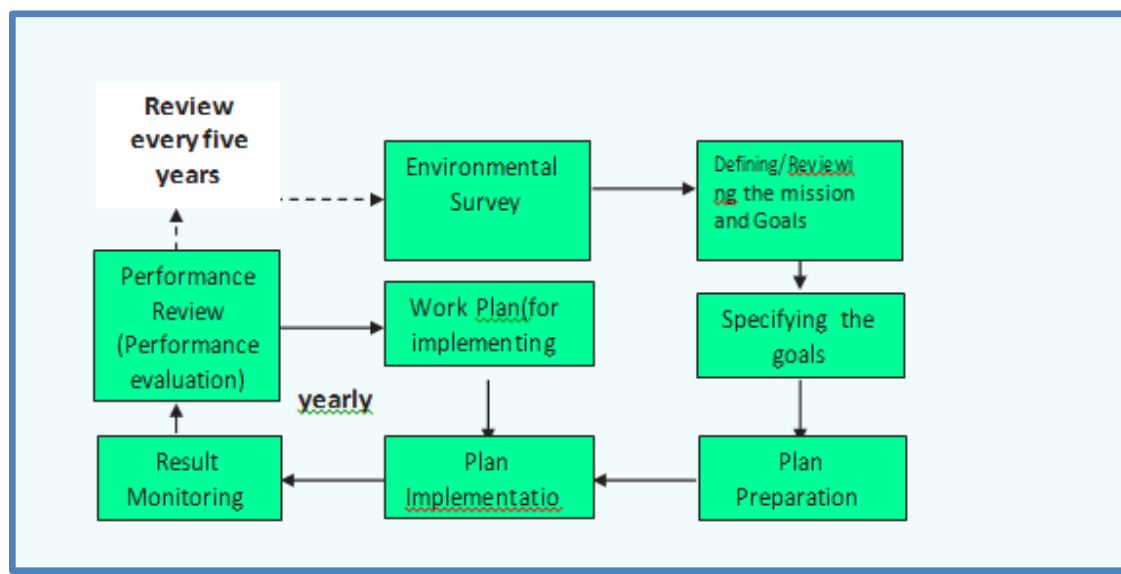 Review
every five
years
Environmental
Survey
Defining/Reviewi
ng the mission
and Goals
Performance
Review
(Performance
evaluation)
Work Plan(for
implementing
Specifying the
goals
yearly
Result
Monitoring
Plan
Implementatio
Plan
Preparation